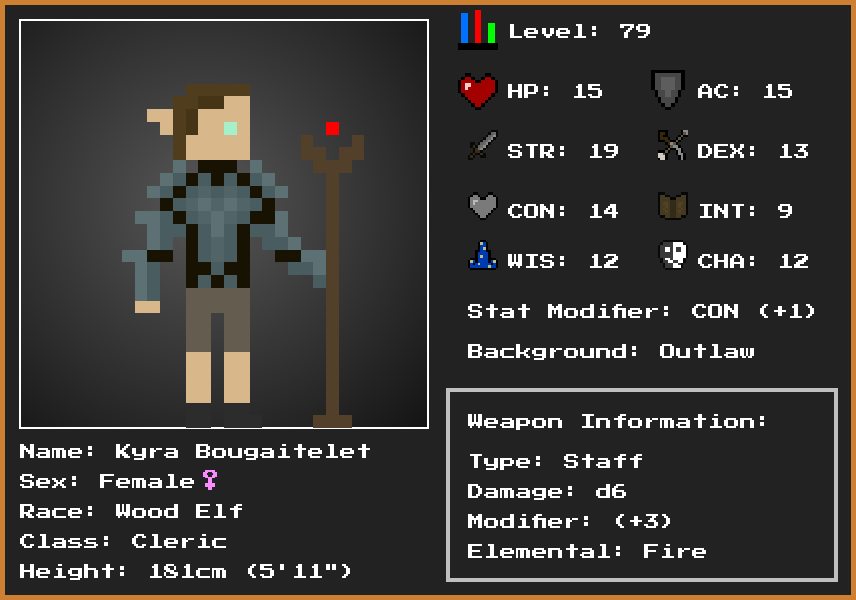 Level: 79
HP: 15
AC: 15
STR: 19
DEX: 13
CON: 14
INT: 9
WIS: 12
CHA: 12
Stat Modifier: CON (+1)
Background: Outlaw
Weapon Information:
Type: Staff
Damage: d6
Modifier: (+3)
Elemental: Fire
Name: Kyra Bougaitelet
Sex: Female♀
Race: Wood Elf
Class: Cleric
Height: 181cm (5'11")